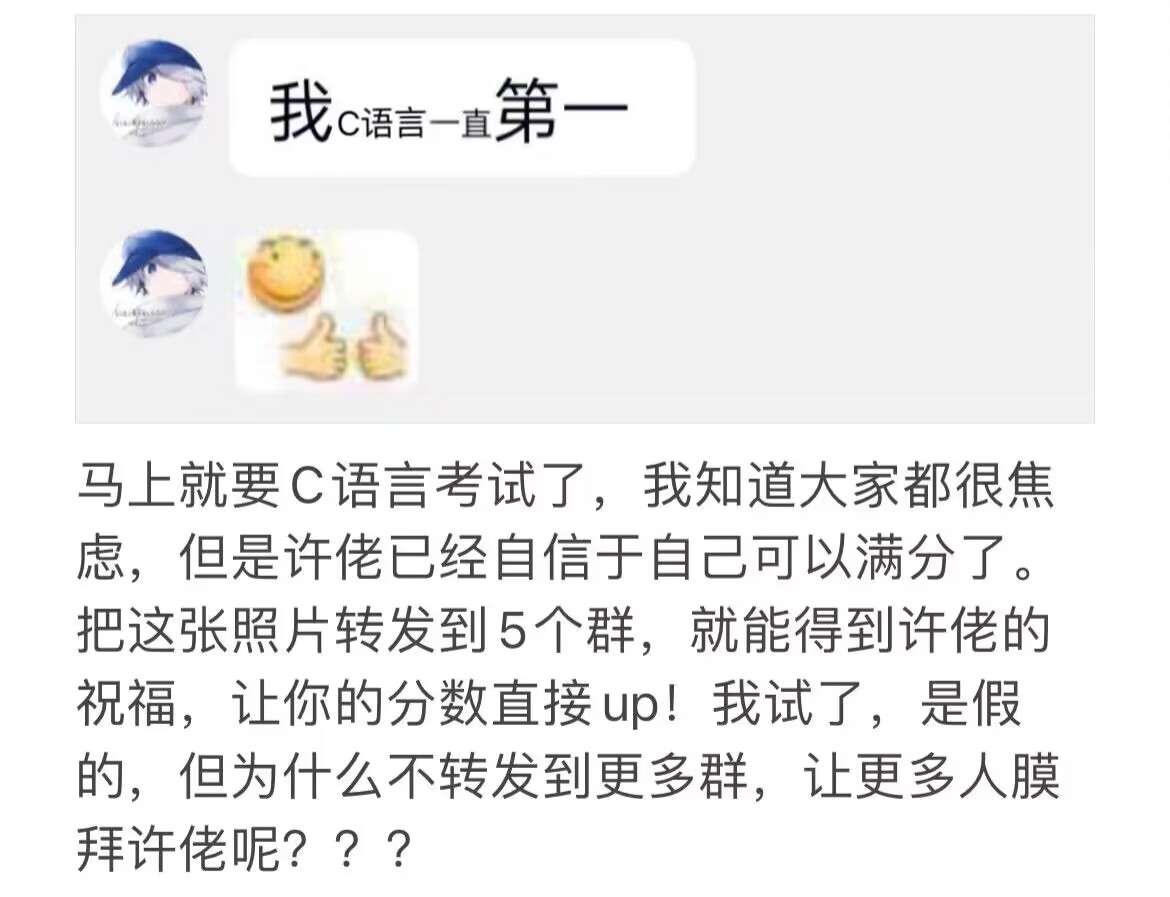 我C语言一直第一
马上就要C语言考试了，我知道大家都很焦
虑，但是许佬已经自信于自己可以满分了。
把这张照片转发到5个群，就能得到许佬的
祝福，让你的分数直接up！我试了，是假
的，但为什么不转发到更多群，让更多人膜
拜许佬呢？？？